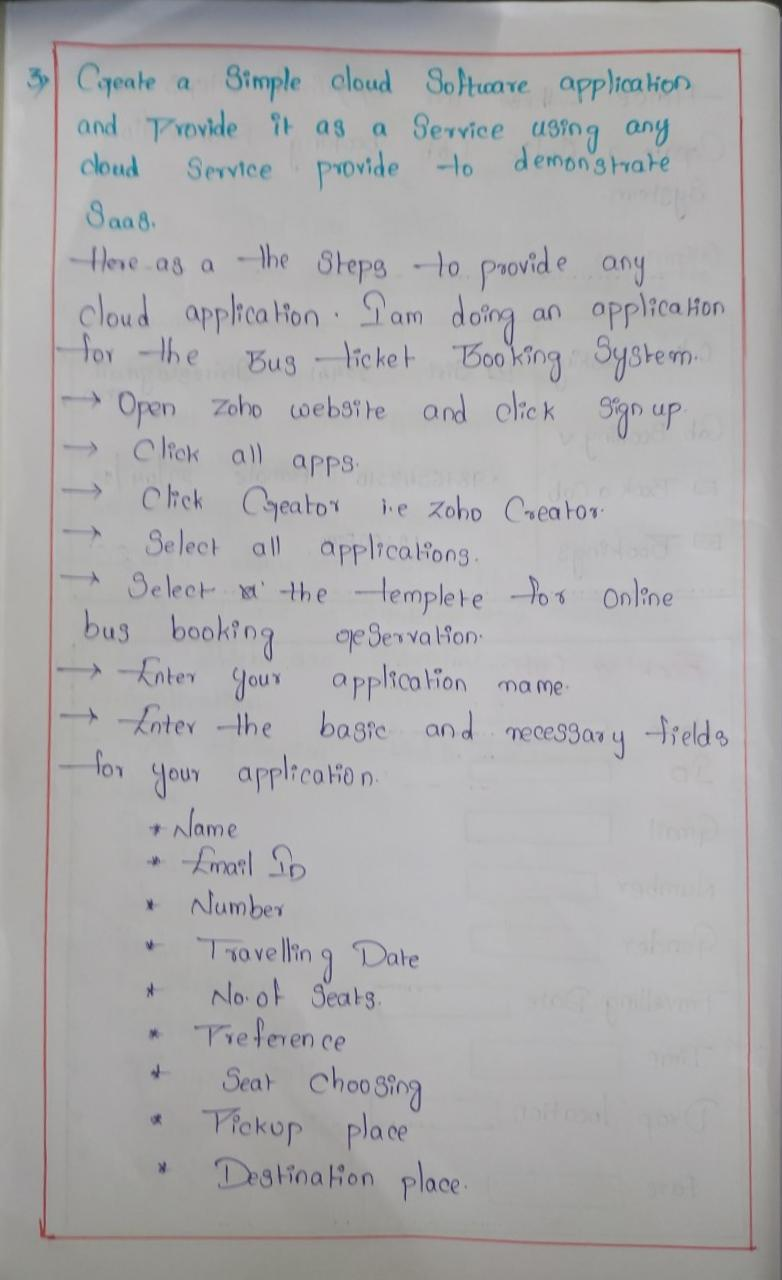 3) Create a Simple cloud Software application
and Provide it as a Service using any
cloud Service provide to demonstrate
Saas.
Here as a the Steps to provide any
cloud application. I am doing an application
for the Bus ticket Booking System.
→ Open Zoho website and click Sign up
→ Click all apps.
→ Click Creator i.e Zoho Creator.
→ Select all applications.
→ Select the templete for Online
bus booking reservation.
→ Enter your application name.
→ Enter the basic and necessary fields
for your application.
* Name
* Email ID
* Number
* Travelling Date
* No. of Seats.
* Preference
* Seat Choosing
* Pickup place
* Destination place.